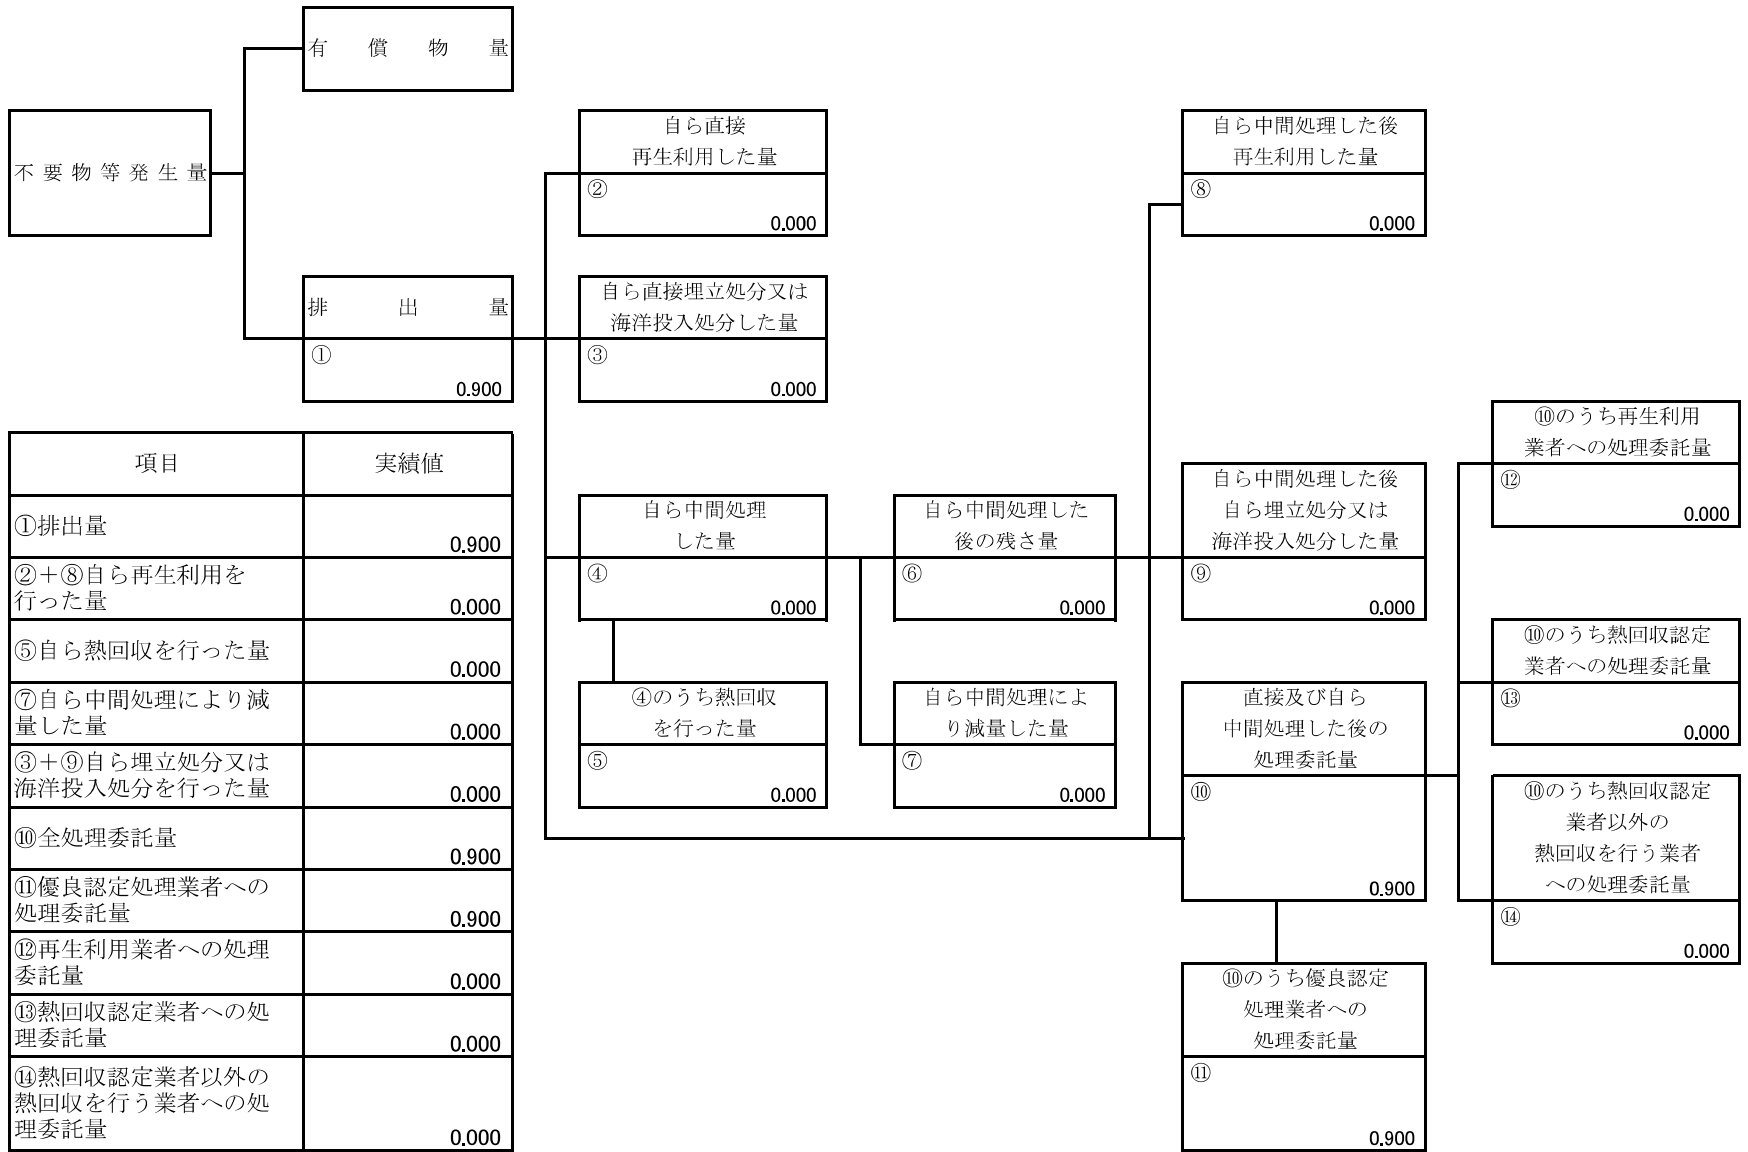 有償物量
不要物等発生量
排出量
①
0.900
自ら直接
再生利用した量
②
0.000
自ら直接埋立処分又は
海洋投入処分した量
③
0.000
自ら中間処理
した量
④
0.000
④のうち熱回収
を行った量
⑤
0.000
自ら中間処理した
後の残さ量
⑥
0.000
自ら中間処理によ
り減量した量
⑦
0.000
自ら中間処理した後
再生利用した量
⑧
0.000
自ら中間処理した後
自ら埋立処分又は
海洋投入処分した量
⑨
0.000
直接及び自ら
中間処理した後の
処理委託量
⑩
0.900
⑩のうち優良認定
処理業者への
処理委託量
⑪
0.900
⑩のうち再生利用
業者への処理委託量
⑫
0.000
⑩のうち熱回収認定
業者への処理委託量
⑬
0.000
⑩のうち熱回収認定
業者以外の
熱回収を行う業者
への処理委託量
⑭
0.000
項目 実績値
①排出量
0.900
②＋⑧自ら再生利用を
行った量
0.000
⑤自ら熱回収を行った量
0.000
⑦自ら中間処理により減
量した量
0.000
③＋⑨自ら埋立処分又は
海洋投入処分を行った量
0.000
⑩全処理委託量
0.900
⑪優良認定処理業者への
処理委託量
0.900
⑫再生利用業者への処理
委託量
0.000
⑬熱回収認定業者への処
理委託量
0.000
⑭熱回収認定業者以外の
熱回収を行う業者への処
理委託量
0.000